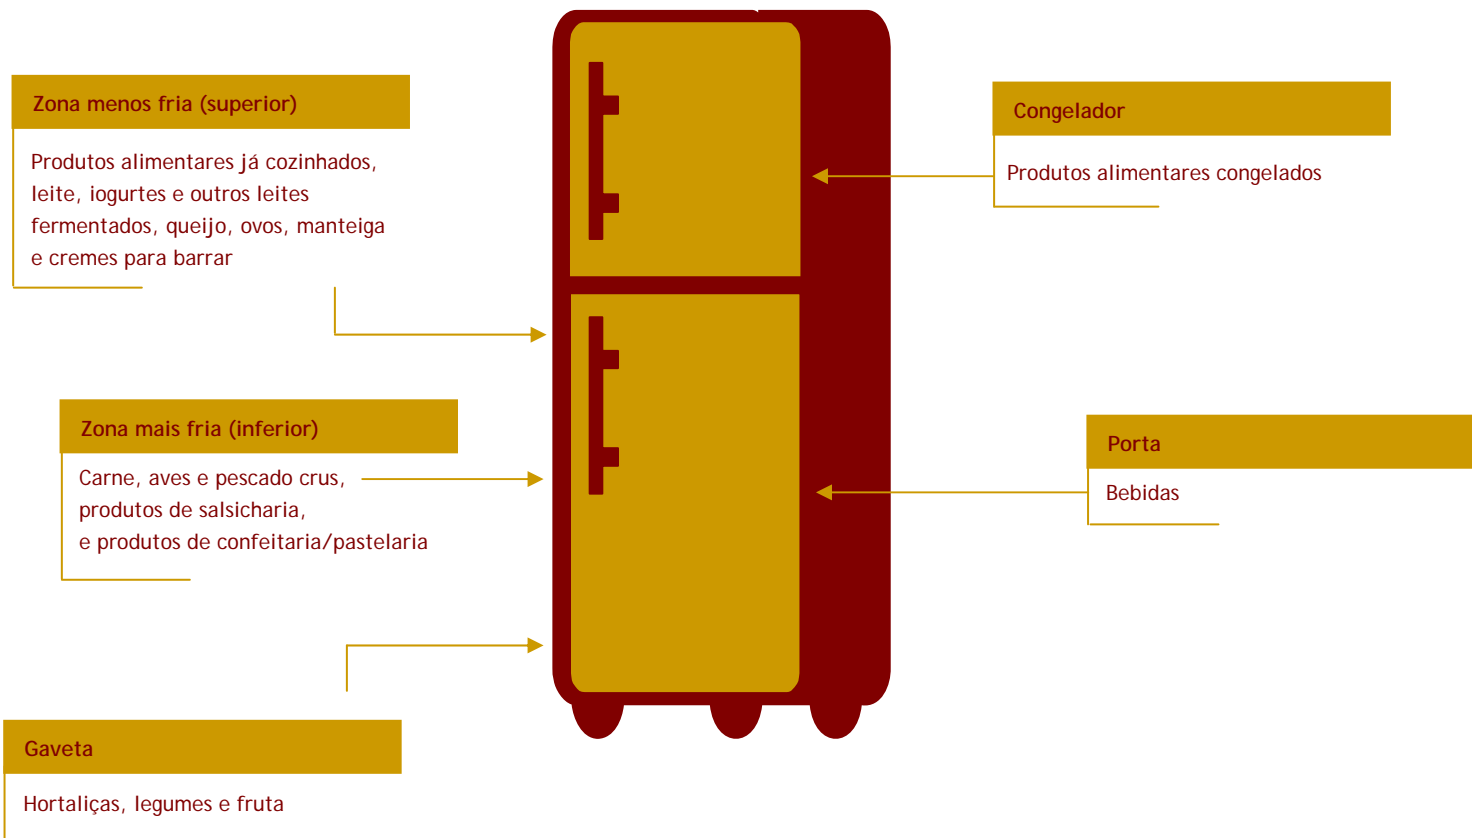 Zona menos fria (superior)
Produtos alimentares já cozinhados,
leite, iogurtes e outros leites
fermentados, queijo, ovos, manteiga
e cremes para barrar
Congelador
Produtos alimentares congelados
Zona mais fria (inferior)
Carne, aves e pescado crus,
produtos de salsicharia,
e produtos de confeitaria/pastelaria
Porta
Bebidas
Gaveta
Hortaliças, legumes e fruta